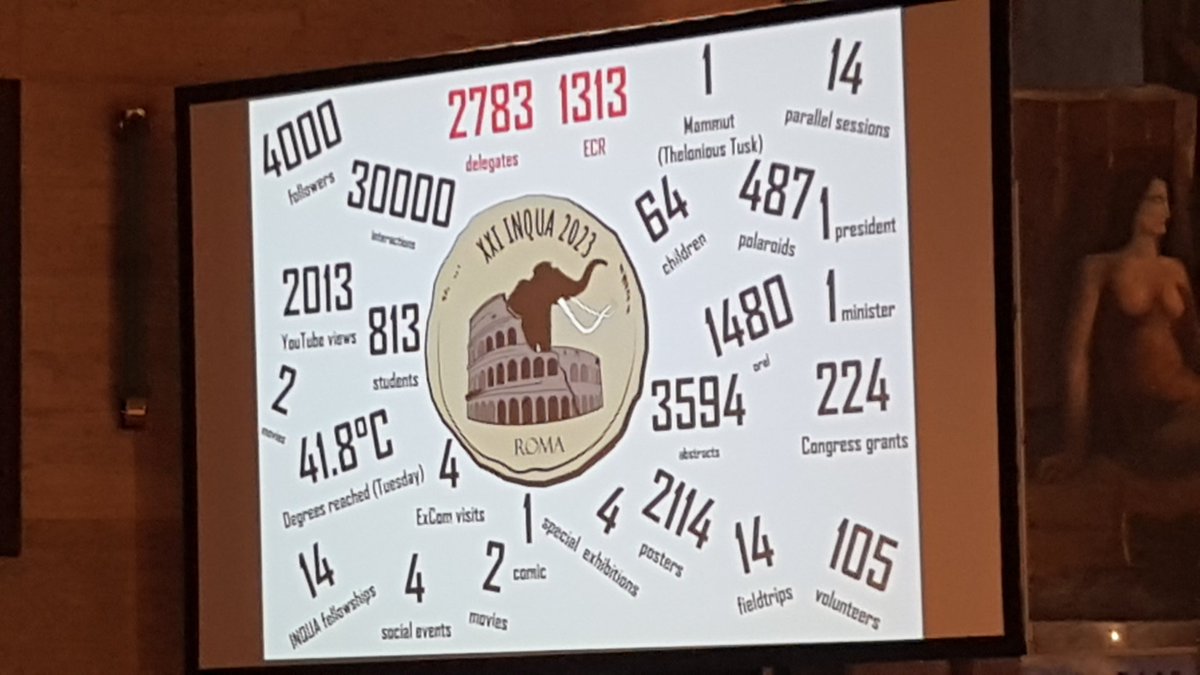 4000
followers
30000
interactions
2783
delegates
1313
ECR
1
Mammut
(Thelonious Tusk)
14
parallel sessions
64
children
487
polaroids
1 president
XXI INQUA 2023
ROMA
2013
YouTube views
813
students
1480
oral
1 minister
2
movies
41.8°C
Degrees reached (Tuesday)
3594
abstracts
224
Congress grants
4
ExCom visits
1
comic
4
special exhibitions
2114
posters
14
fieldtrips
105
volunteers
14
INQUA fellowships
4
social events
2
movies